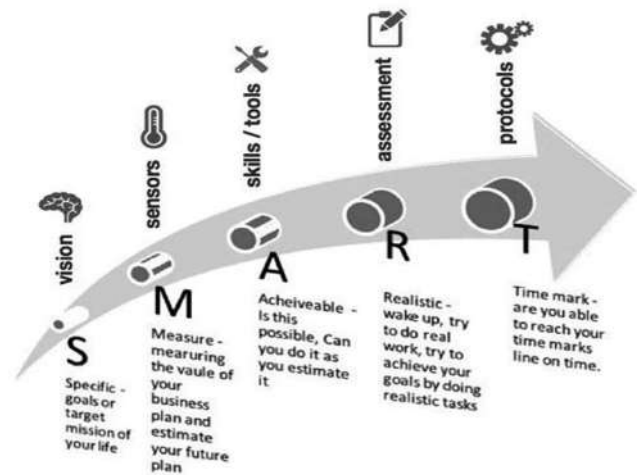 vision
sensors
skills / tools
assessment
protocols
S
M
A
R
T
Specific -
goals or
target
mission of
your life
Measure -
mearuring
the vaule of
your
business
plan and
estimate
your future
plan
Acheiveable -
Is this
possible, Can
you do it as
you estimate
it
Realistic -
wake up, try
to do real
work, try to
achieve your
goals by doing
realistic tasks
Time mark -
are you able
to reach your
time marks
line on time.